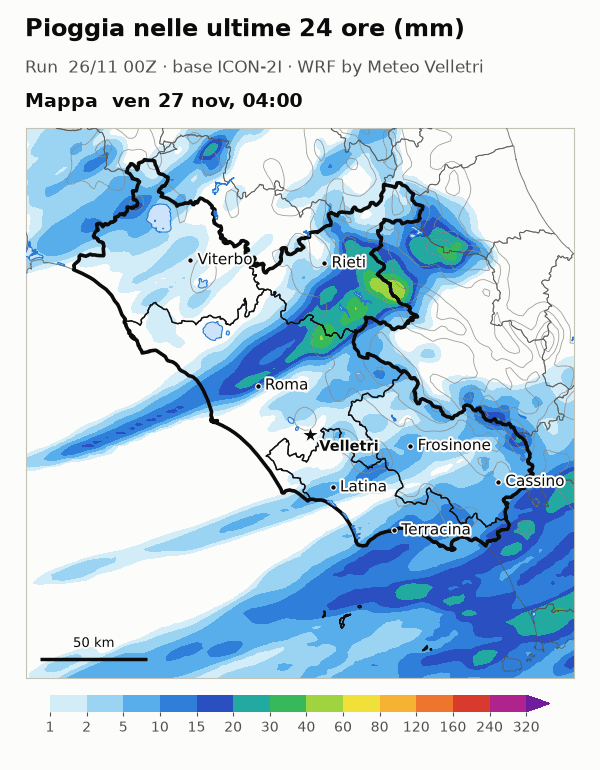 Pioggia nelle ultime 24 ore (mm)
Run 26/11 00Z · base ICON-2I · WRF by Meteo Velletri
Mappa ven 27 nov, 04:00
Viterbo
Rieti
Roma
Velletri
Frosinone
Cassino
Latina
Terracina
50 km
1 2 5 10 15 20 30 40 60 80 120 160 240 320